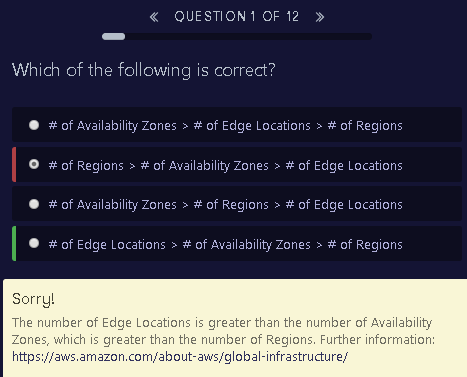 « QUESTION 1 OF 12 »
Which of the following is correct?
# of Availability Zones > # of Edge Locations > # of Regions
# of Regions > # of Availability Zones > # of Edge Locations
# of Availability Zones > # of Regions > # of Edge Locations
# of Edge Locations > # of Availability Zones > # of Regions
Sorry!
The number of Edge Locations is greater than the number of Availability
Zones, which is greater than the number of Regions. Further information:
https://aws.amazon.com/about-aws/global-infrastructure/